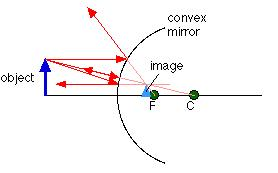 convex
mirror
image
object
F
C